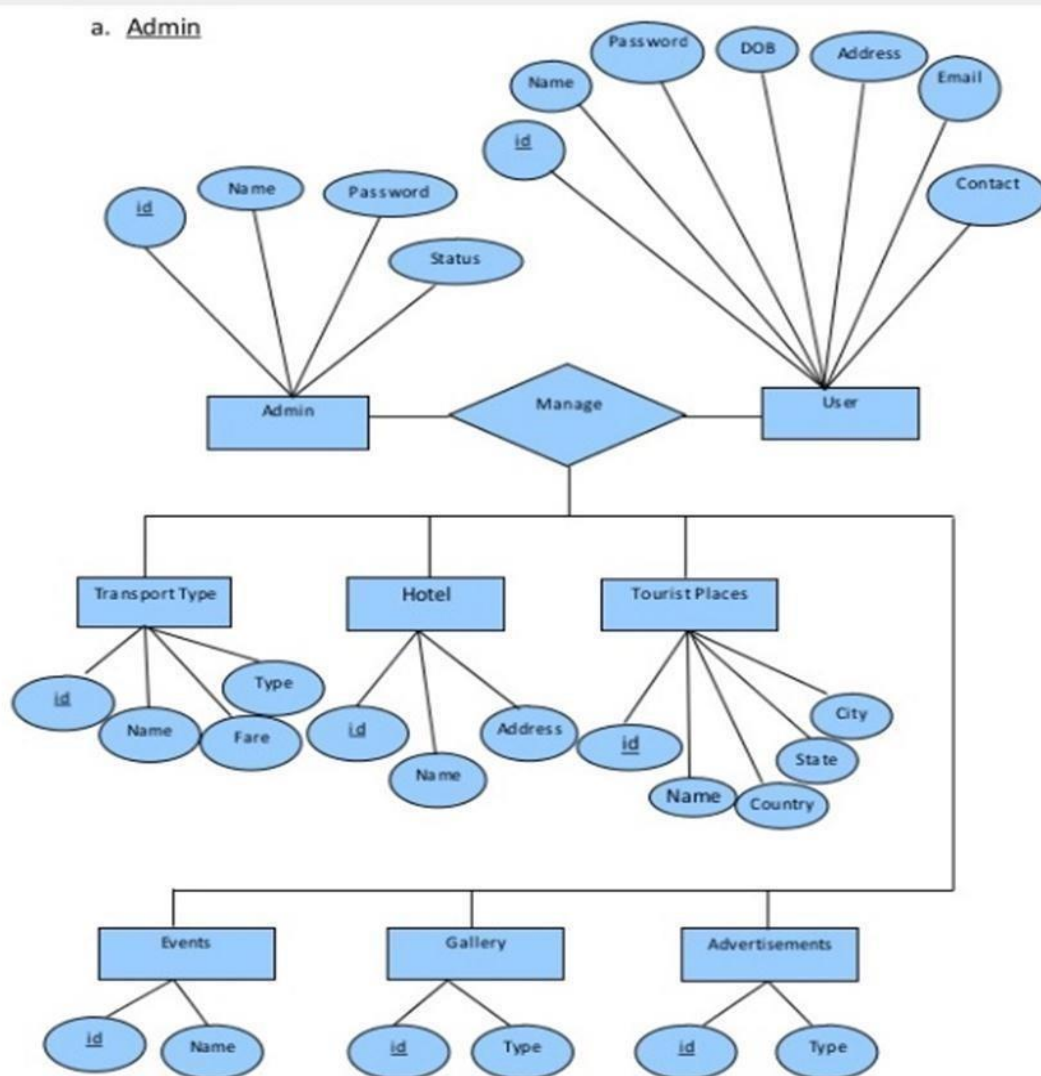 a. Admin
Password
DOB
Address
Email
Name
id
Contact
id
Name
Password
Status
Admin
Manage
User
Transport Type
Hotel
Tourist Places
id
Name
Fare
Type
id
Name
Address
id
Name
Country
State
City
Events
Gallery
Advertisements
id
Name
id
Type
id
Type